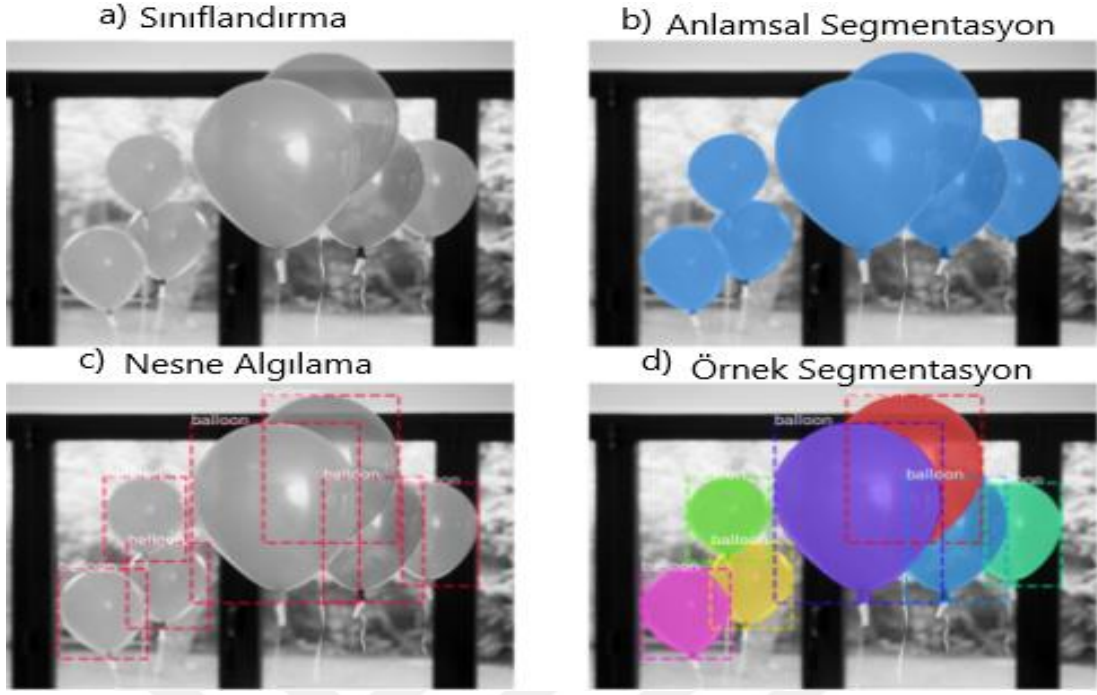 a) Sınıflandırma
b) Anlamsal Segmentasyon
c) Nesne Algılama
d) Örnek Segmentasyon
balloon
balloon
balloon
balloon
balloon
balloon